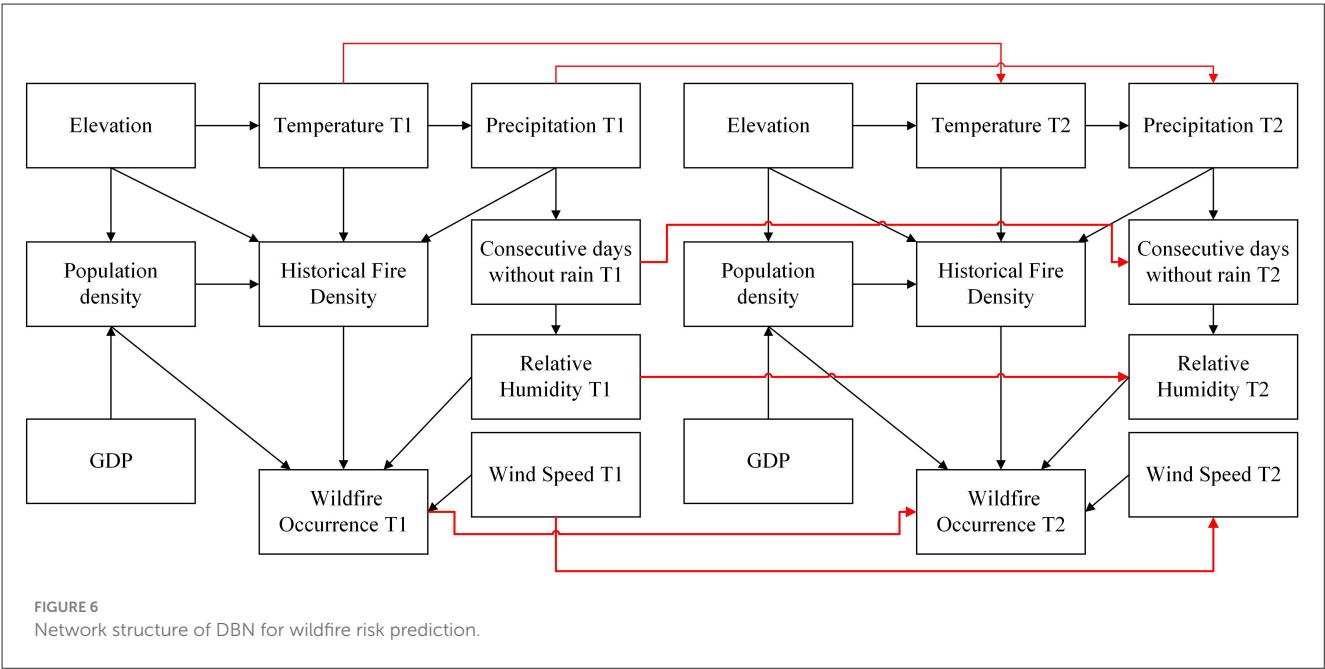 Elevation
Temperature T1
Precipitation T1
Elevation
Temperature T2
Precipitation T2
Population
density
Historical Fire
Density
Consecutive days
without rain T1
Population
density
Historical Fire
Density
Consecutive days
without rain T2
Relative
Humidity T1
Relative
Humidity T2
GDP
Wildfire
Occurrence T1
Wind Speed T1
GDP
Wildfire
Occurrence T2
Wind Speed T2
FIGURE 6
Network structure of DBN for wildfire risk prediction.